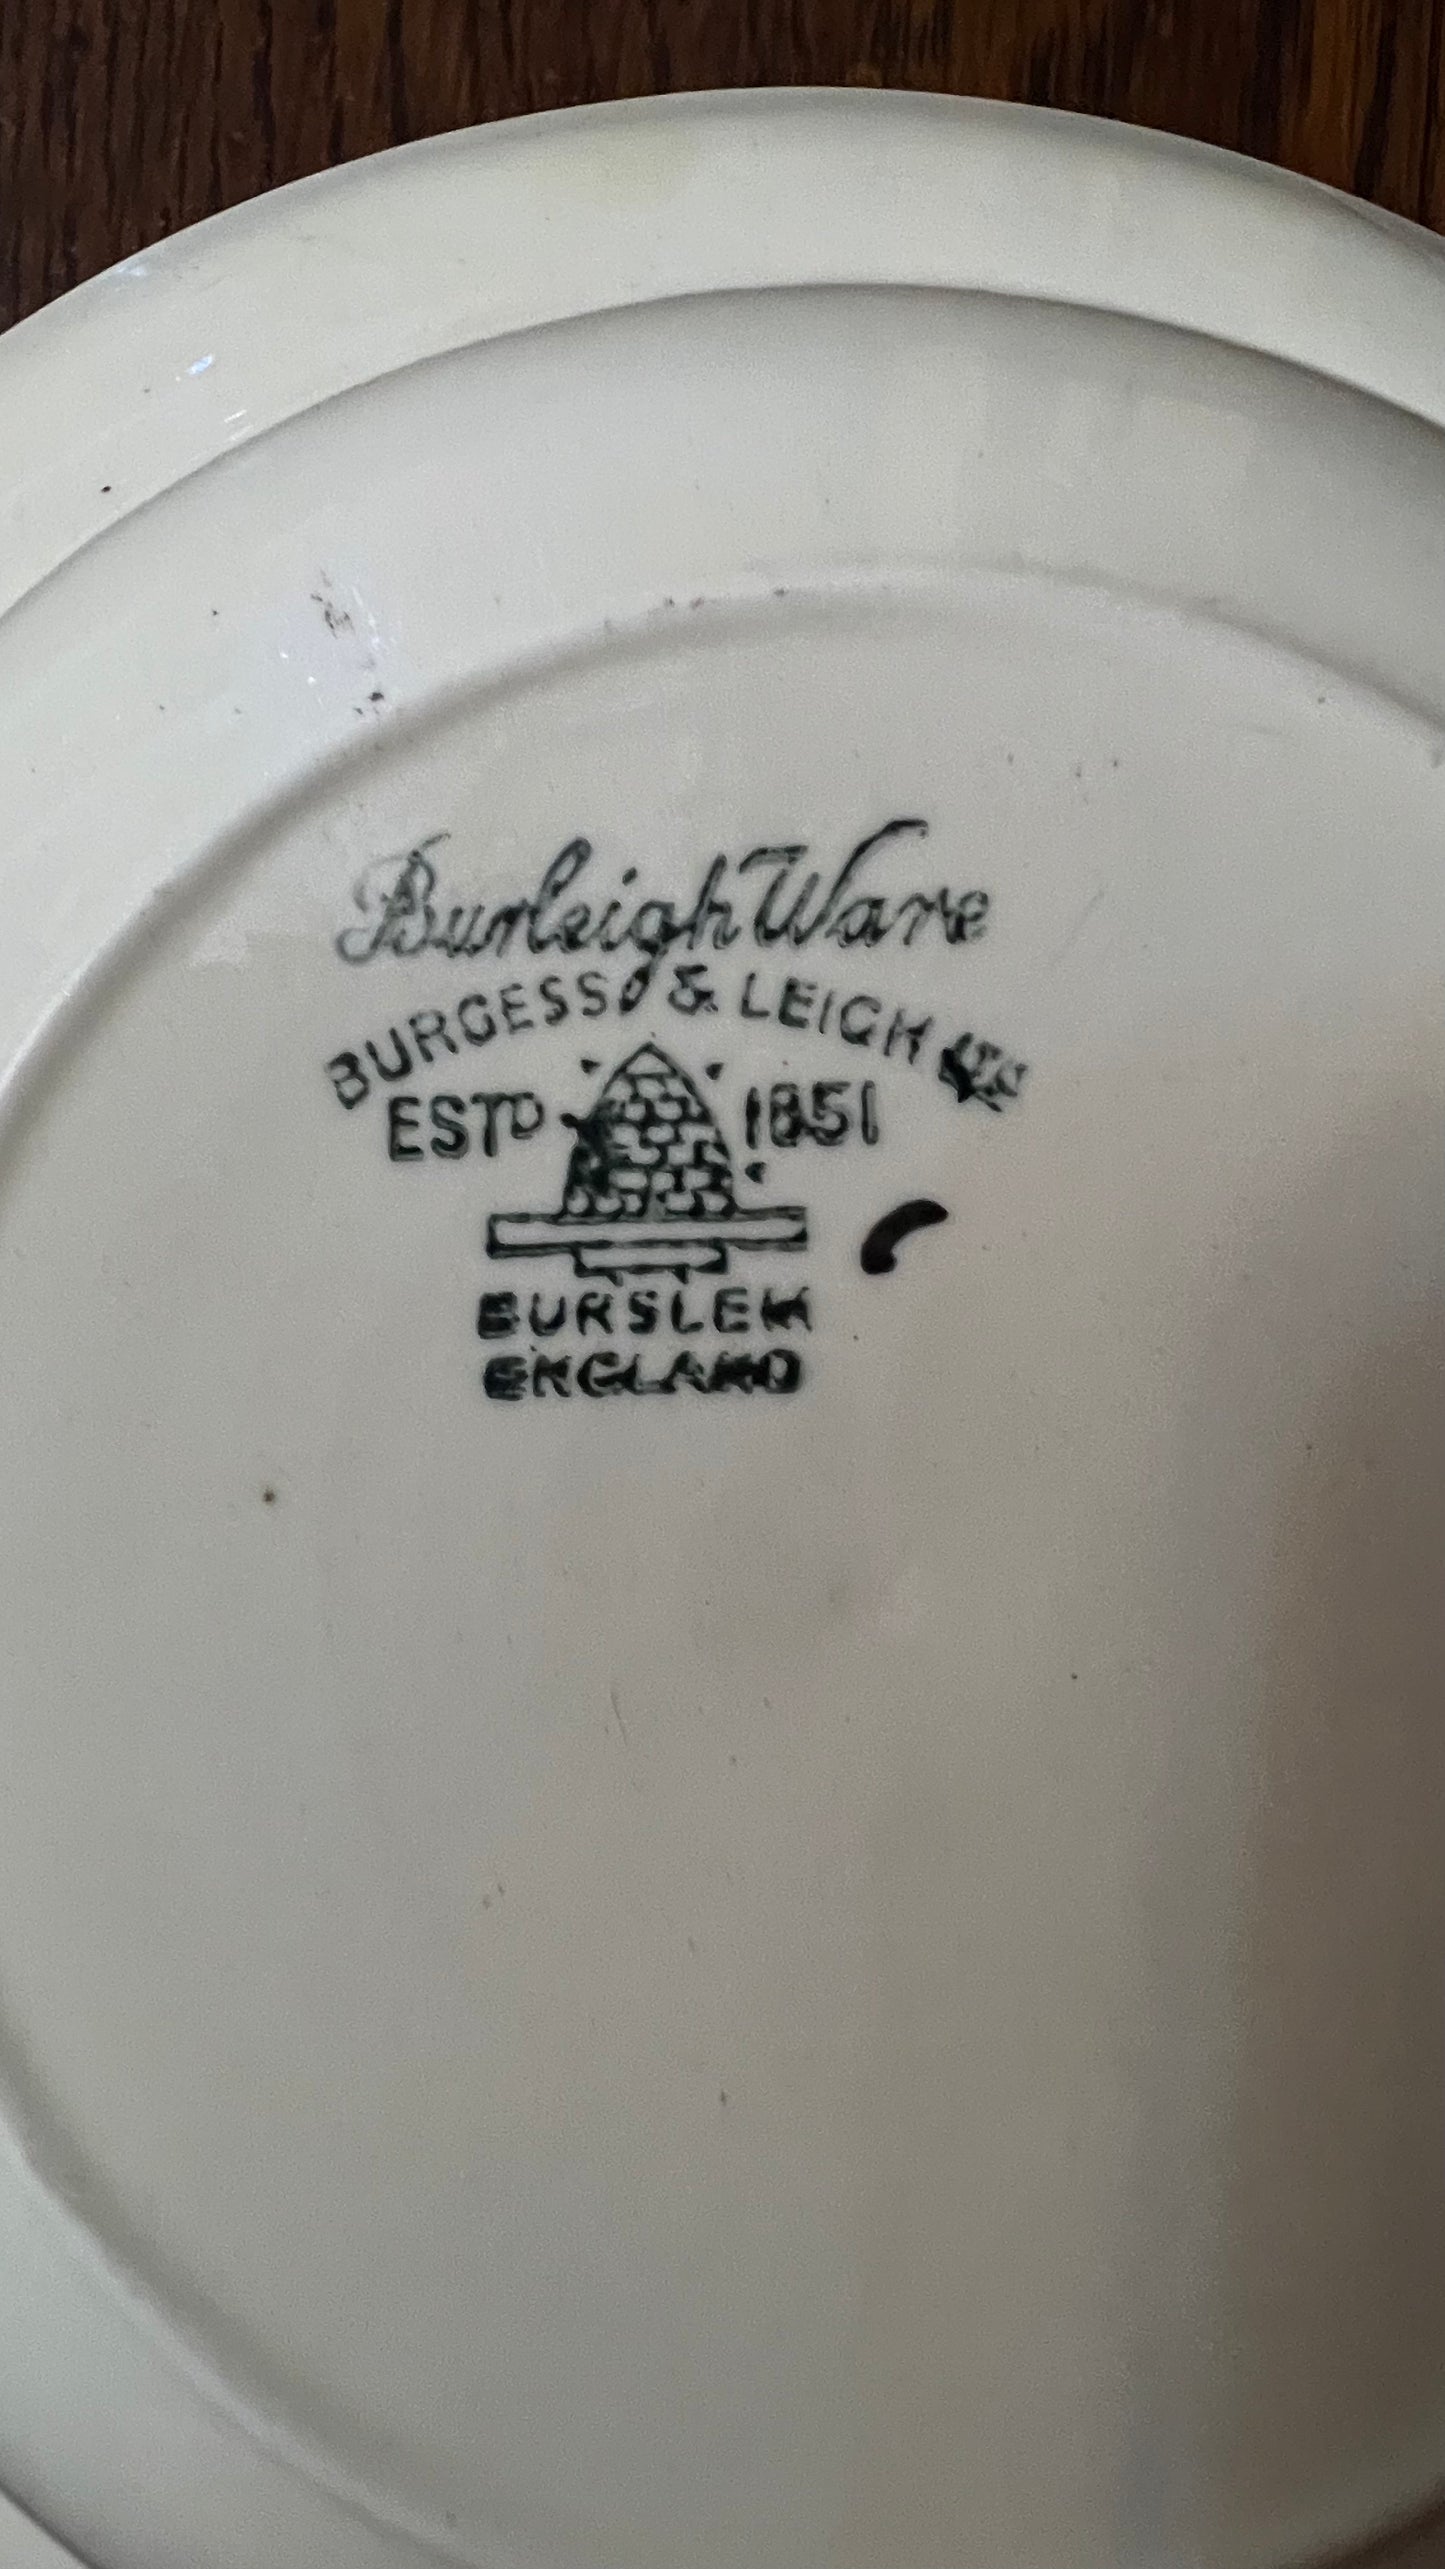 Burleigh Ware
BURGESS & LEIGH LTD
ESTD 1851
BURSLEM
ENGLAND